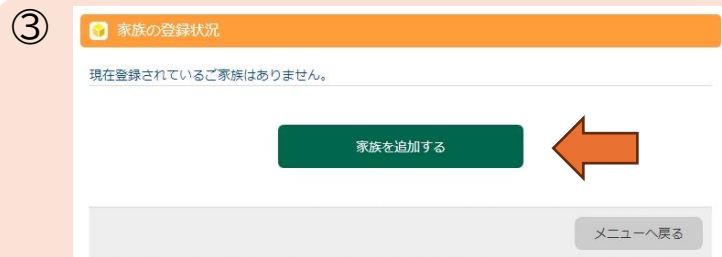 ③
家族の登録状況
現在登録されているご家族はありません。
家族を追加する
メニューへ戻る